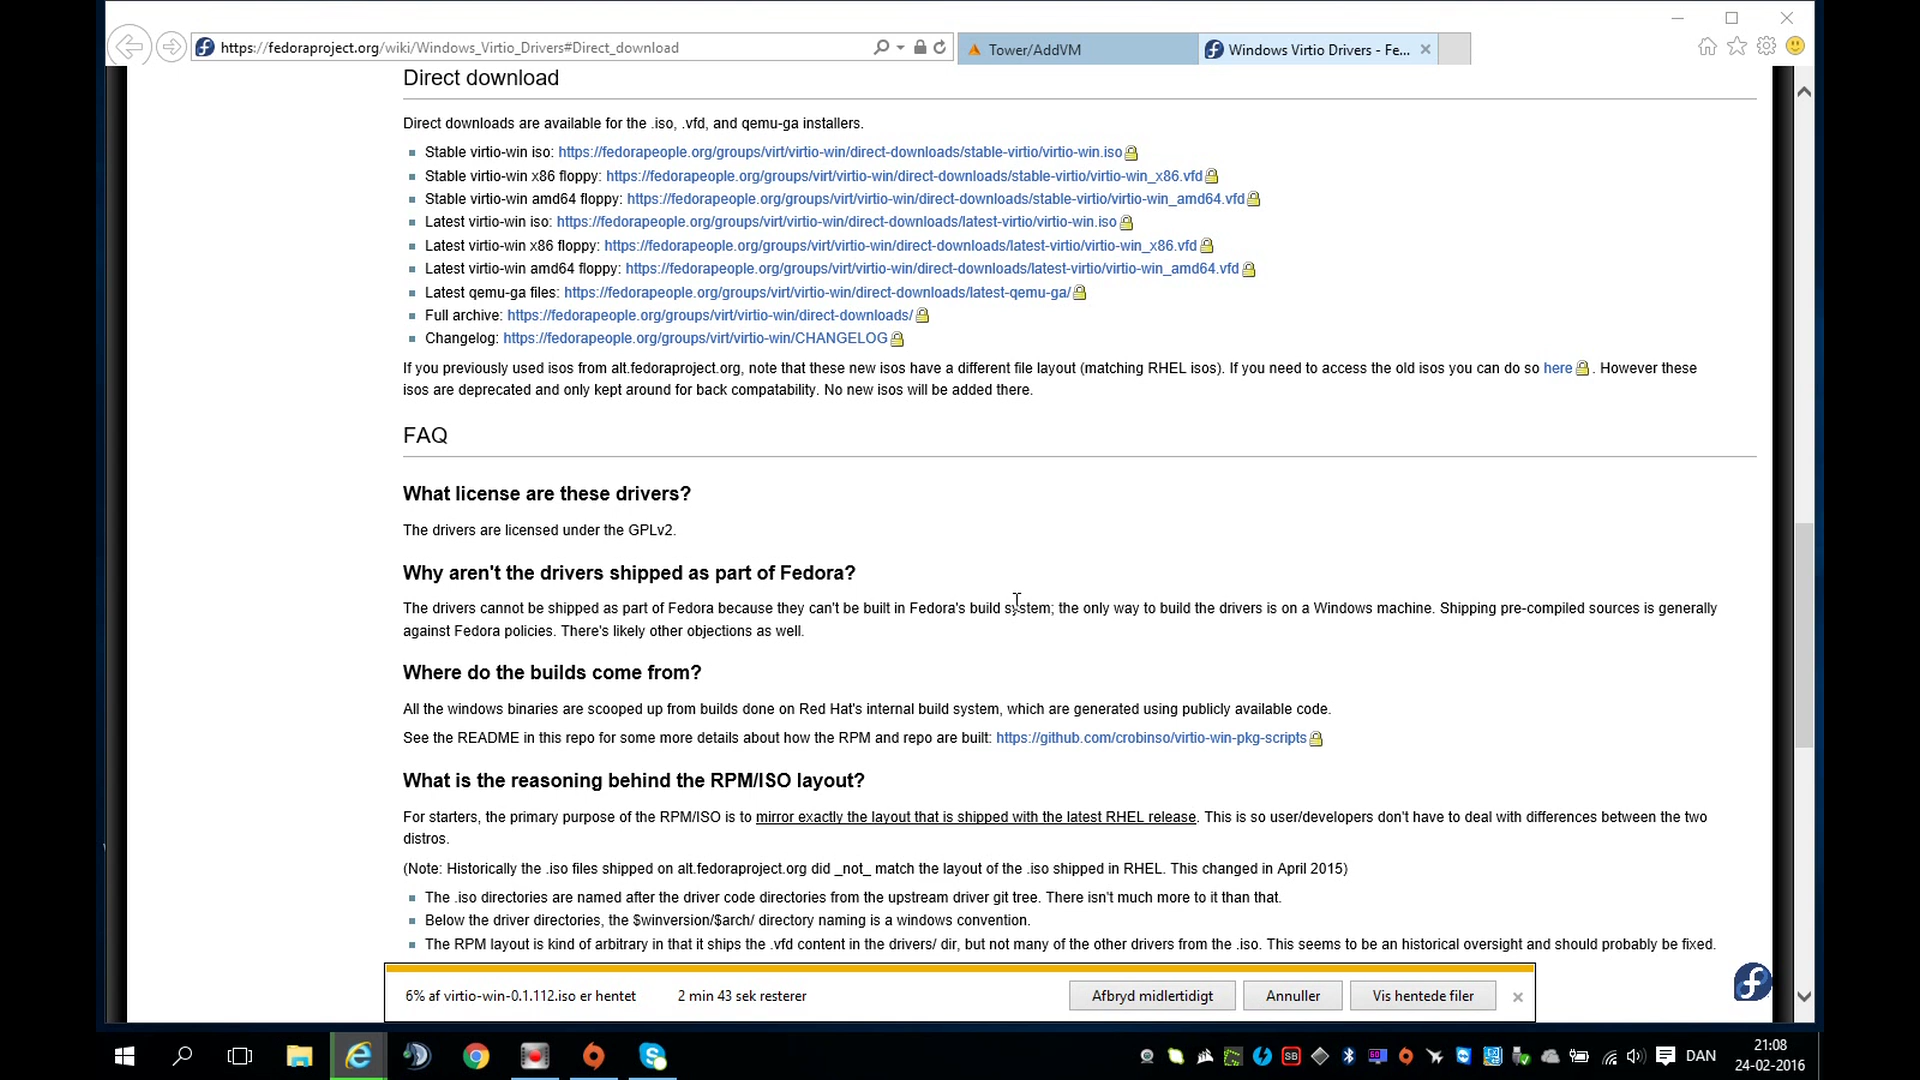 https://fedoraproject.org/wiki/Windows_Virtio_Drivers#Direct_download
Tower/AddVM
Windows Virtio Drivers - Fe...
Direct download
Direct downloads are available for the .iso, .vfd, and qemu-ga installers.
Stable virtio-win iso: https://fedorapeople.org/groups/virt/virtio-win/direct-downloads/stable-virtio/virtio-win.iso
Stable virtio-win x86 floppy: https://fedorapeople.org/groups/virt/virtio-win/direct-downloads/stable-virtio/virtio-win_x86.vfd
Stable virtio-win amd64 floppy: https://fedorapeople.org/groups/virt/virtio-win/direct-downloads/stable-virtio/virtio-win_amd64.vfd
Latest virtio-win iso: https://fedorapeople.org/groups/virt/virtio-win/direct-downloads/latest-virtio/virtio-win.iso
Latest virtio-win x86 floppy: https://fedorapeople.org/groups/virt/virtio-win/direct-downloads/latest-virtio/virtio-win_x86.vfd
Latest virtio-win amd64 floppy: https://fedorapeople.org/groups/virt/virtio-win/direct-downloads/latest-virtio/virtio-win_amd64.vfd
Latest qemu-ga files: https://fedorapeople.org/groups/virt/virtio-win/direct-downloads/latest-qemu-ga/
Full archive: https://fedorapeople.org/groups/virt/virtio-win/direct-downloads/
Changelog: https://fedorapeople.org/groups/virt/virtio-win/CHANGELOG
If you previously used isos from alt.fedoraproject.org, note that these new isos have a different file layout (matching RHEL isos). If you need to access the old isos you can do so here . However these
isos are deprecated and only kept around for back compatability. No new isos will be added there.
FAQ
What license are these drivers?
The drivers are licensed under the GPLv2.
Why aren't the drivers shipped as part of Fedora?
The drivers cannot be shipped as part of Fedora because they can't be built in Fedora's build system; the only way to build the drivers is on a Windows machine. Shipping pre-compiled sources is generally
against Fedora policies. There's likely other objections as well.
Where do the builds come from?
All the windows binaries are scooped up from builds done on Red Hat's internal build system, which are generated using publicly available code.
See the README in this repo for some more details about how the RPM and repo are built: https://github.com/crobinso/virtio-win-pkg-scripts
What is the reasoning behind the RPM/ISO layout?
For starters, the primary purpose of the RPM/ISO is to mirror exactly the layout that is shipped with the latest RHEL release. This is so user/developers don't have to deal with differences between the two
distros.
(Note: Historically the .iso files shipped on alt.fedoraproject.org did _not_ match the layout of the .iso shipped in RHEL. This changed in April 2015)
The .iso directories are named after the driver code directories from the upstream driver git tree. There isn't much more to it than that.
Below the driver directories, the $winversion/$arch/ directory naming is a windows convention.
The RPM layout is kind of arbitrary in that it ships the .vfd content in the drivers/ dir, but not many of the other drivers from the .iso. This seems to be an historical oversight and should probably be fixed.
6% af virtio-win-0.1.112.iso er hentet 2 min 43 sek resterer Afbryd midlertidigt Annuller Vis hentede filer
SB
DAN
21:08
24-02-2016